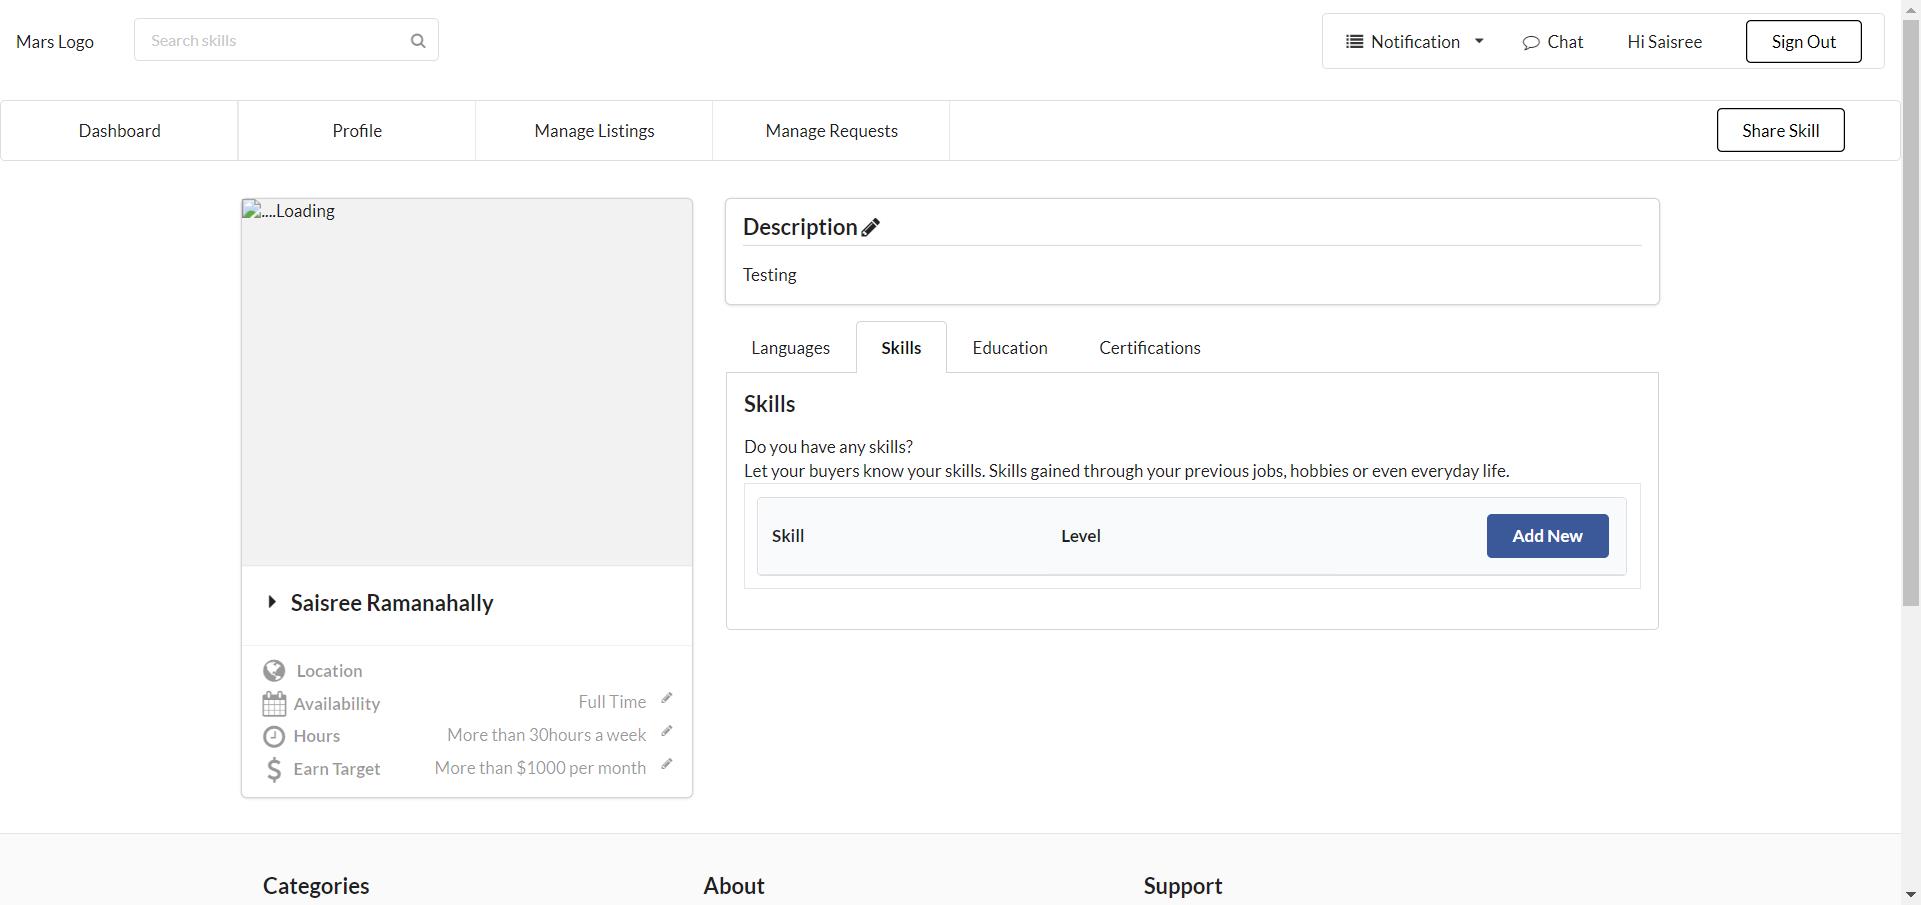 Mars Logo
Search skills
Notification
Chat
Hi Saisree
Sign Out
Dashboard
Profile
Manage Listings
Manage Requests
Share Skill
....Loading
Saisree Ramanahally
Location
Availability Full Time
Hours More than 30hours a week
Earn Target More than $1000 per month
Description
Testing
Languages
Skills
Education
Certifications
Skills
Do you have any skills?
Let your buyers know your skills. Skills gained through your previous jobs, hobbies or even everyday life.
Skill Level Add New
Categories
About
Support